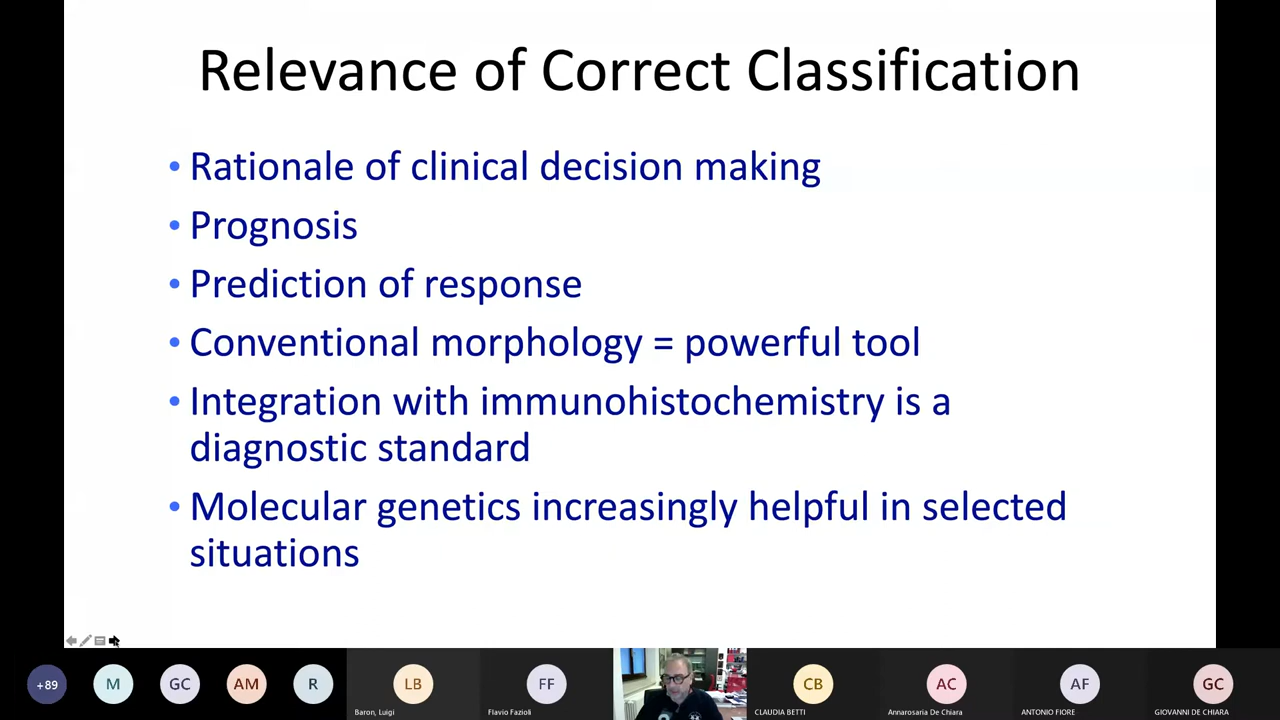 Relevance of Correct Classification
• Rationale of clinical decision making
• Prognosis
• Prediction of response
• Conventional morphology = powerful tool
• Integration with immunohistochemistry is a
diagnostic standard
• Molecular genetics increasingly helpful in selected
situations
+89
M
GC
AM
R
LB
FF
CB
AC
AF
GC
Baron, Luigi
Flavio Fazioli
CLAUDIA BETTI
Annarosaria De Chiara
ANTONIO FIORE
GIOVANNI DE CHIARA